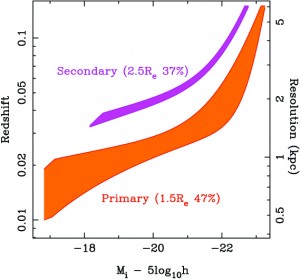 0.1
Secondary (2.5Re 37%)
5
0.05
2
Redshift
Resolution (kpc)
0.02
1
Primary (1.5Re 47%)
0.01
0.5
-18
-20
-22
Mi - 5log10h